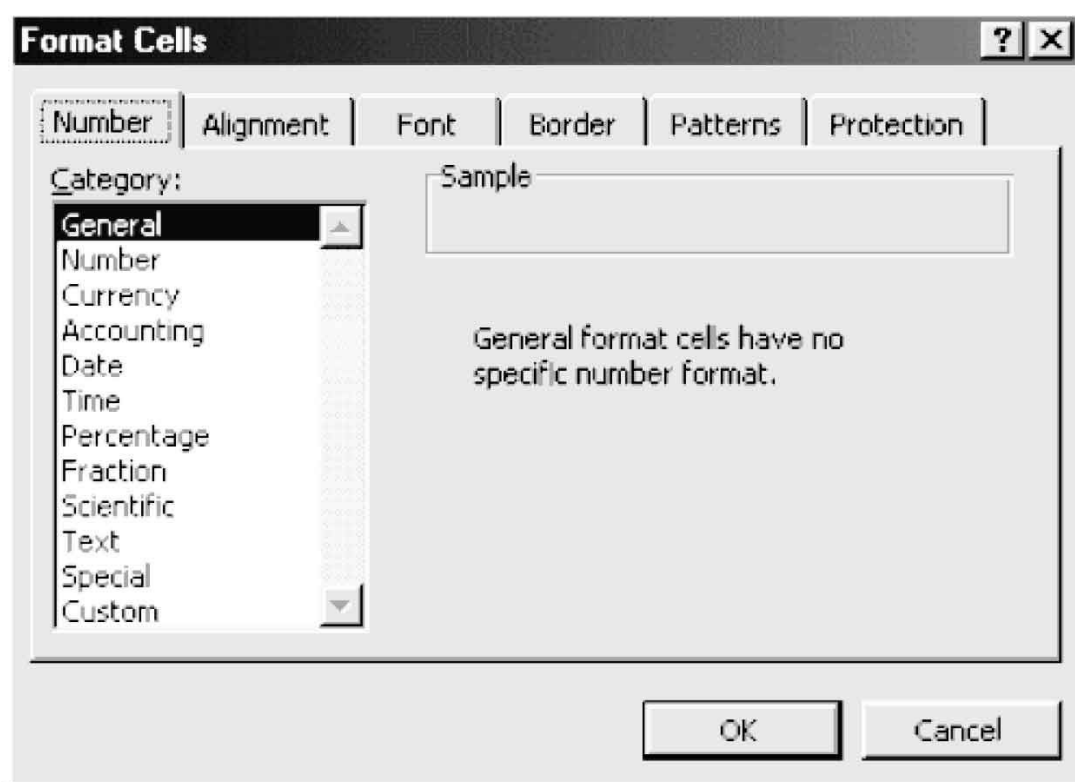 Format Cells ? X
Number Alignment Font Border Patterns Protection
Category:
General
Number
Currency
Accounting
Date
Time
Percentage
Fraction
Scientific
Text
Special
Custom
Sample
General format cells have no
specific number format.
OK Cancel